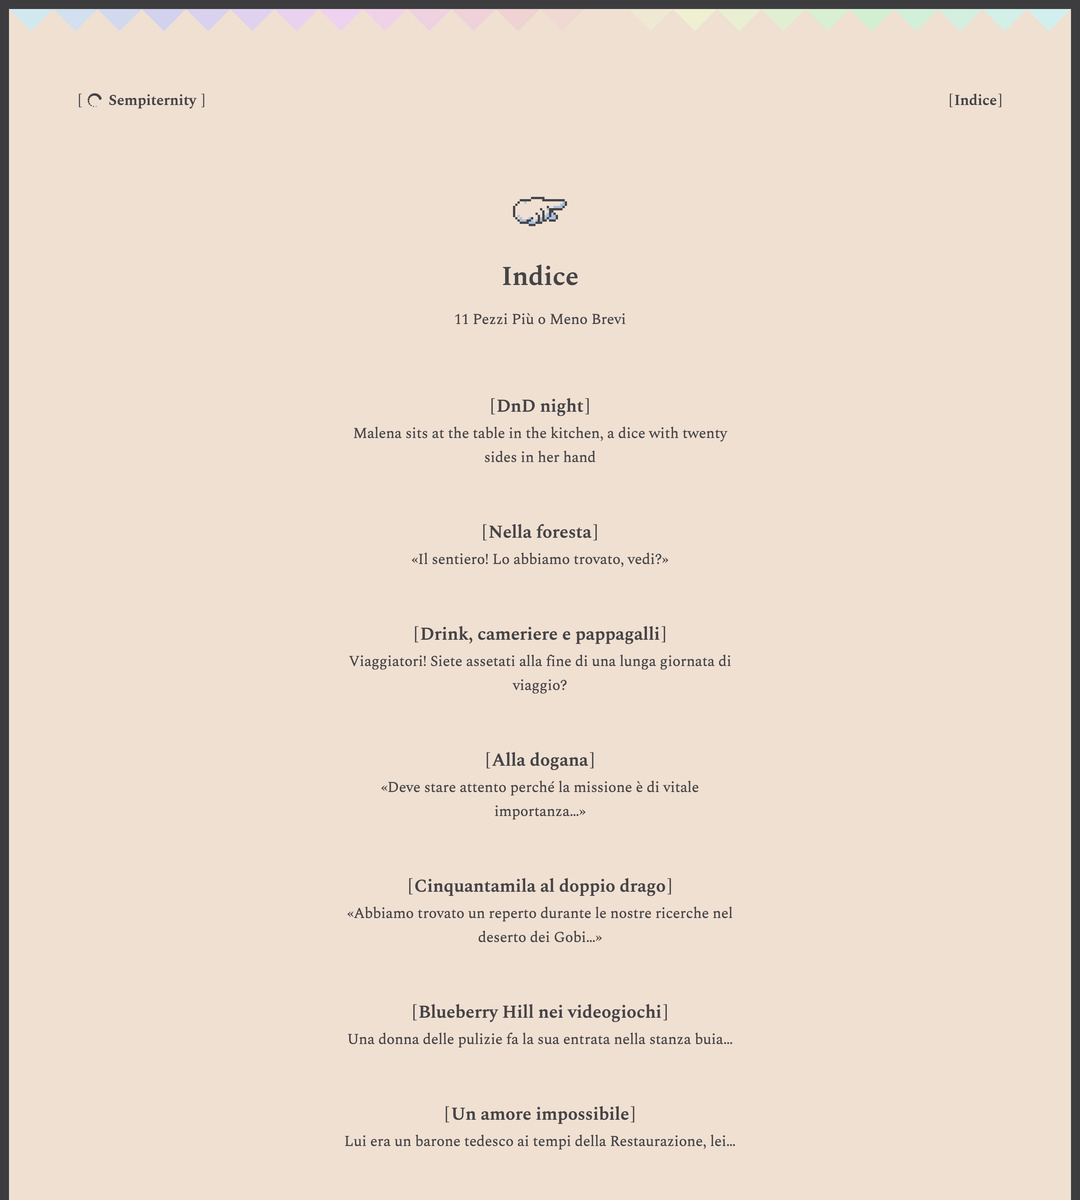 [ Sempiternity ]
[Indice]
Indice
11 Pezzi Più o Meno Brevi
[DnD night]
Malena sits at the table in the kitchen, a dice with twenty
sides in her hand
[Nella foresta]
«Il sentiero! Lo abbiamo trovato, vedi?»
[Drink, cameriere e pappagalli]
Viaggiatori! Siete assetati alla fine di una lunga giornata di
viaggio?
[Alla dogana]
«Deve stare attento perché la missione è di vitale
importanza…»
[Cinquantamila al doppio drago]
«Abbiamo trovato un reperto durante le nostre ricerche nel
deserto dei Gobi…»
[Blueberry Hill nei videogiochi]
Una donna delle pulizie fa la sua entrata nella stanza buia…
[Un amore impossibile]
Lui era un barone tedesco ai tempi della Restaurazione, lei…